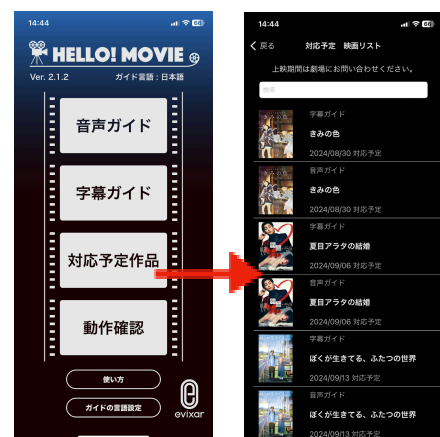 14:44
HELLO! MOVIE
Ver. 2.1.2 ガイド言語 : 日本語
音声ガイド
字幕ガイド
対応予定作品
動作確認
使い方
ガイドの言語設定
evixar
14:44
戻る 対応予定 映画リスト
上映期間は劇場にお問い合わせください。
検索
字幕ガイド
きみの色
2024/08/30 対応予定
音声ガイド
きみの色
2024/08/30 対応予定
字幕ガイド
夏目アラタの結婚
2024/09/06 対応予定
音声ガイド
夏目アラタの結婚
2024/09/06 対応予定
字幕ガイド
ぼくが生きてる、ふたつの世界
2024/09/13 対応予定
音声ガイド
ぼくが生きてる、ふたつの世界
2024/09/13 対応予定